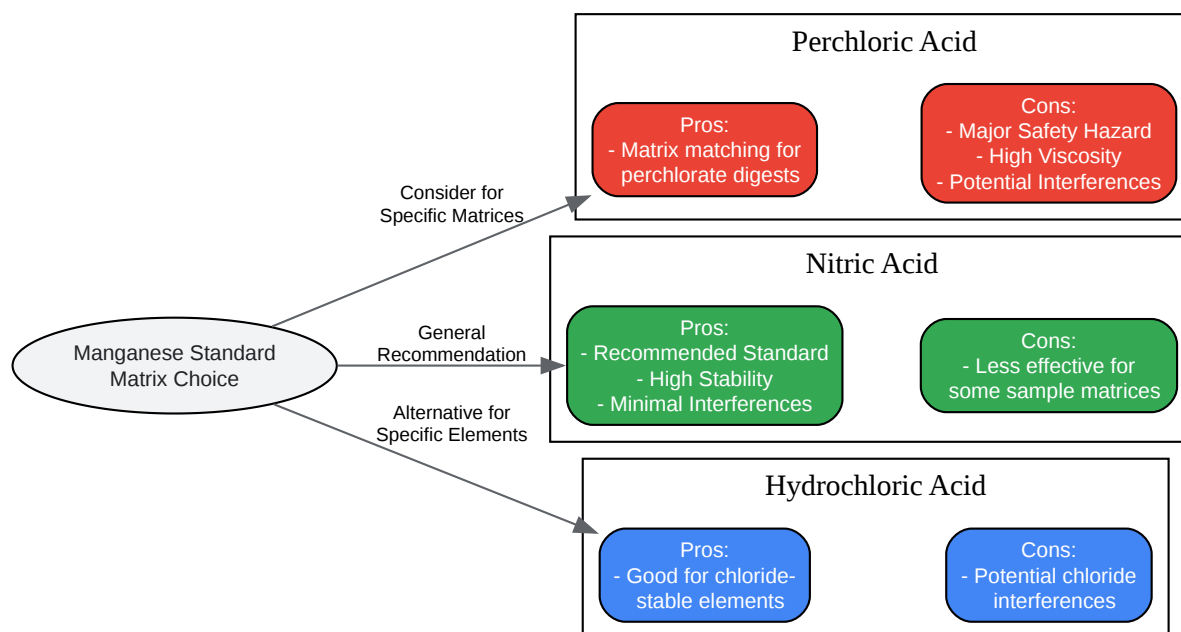 Perchloric Acid
Pros:
- Matrix matching for
perchlorate digests
Cons:
- Major Safety Hazard
- High Viscosity
- Potential Interferences
Consider for
Specific Matrices
Nitric Acid
Pros:
- Recommended Standard
- High Stability
- Minimal Interferences
Cons:
- Less effective for
some sample matrices
General
Recommendation
Manganese Standard
Matrix Choice
Alternative for
Specific Elements
Hydrochloric Acid
Pros:
- Good for chloride-
stable elements
Cons:
- Potential chloride
interferences